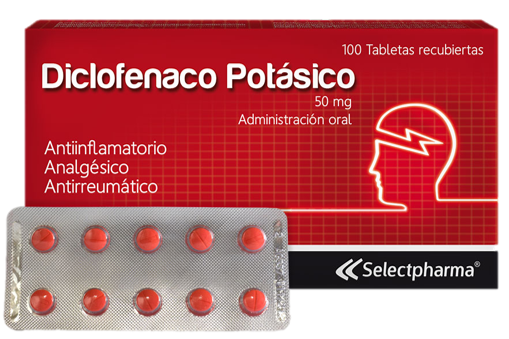 100 Tabletas recubiertas
Diclofenaco Potásico
50 mg
Administración oral
Antiinflamatorio
Analgésico
Antirreumático
Selectpharma®